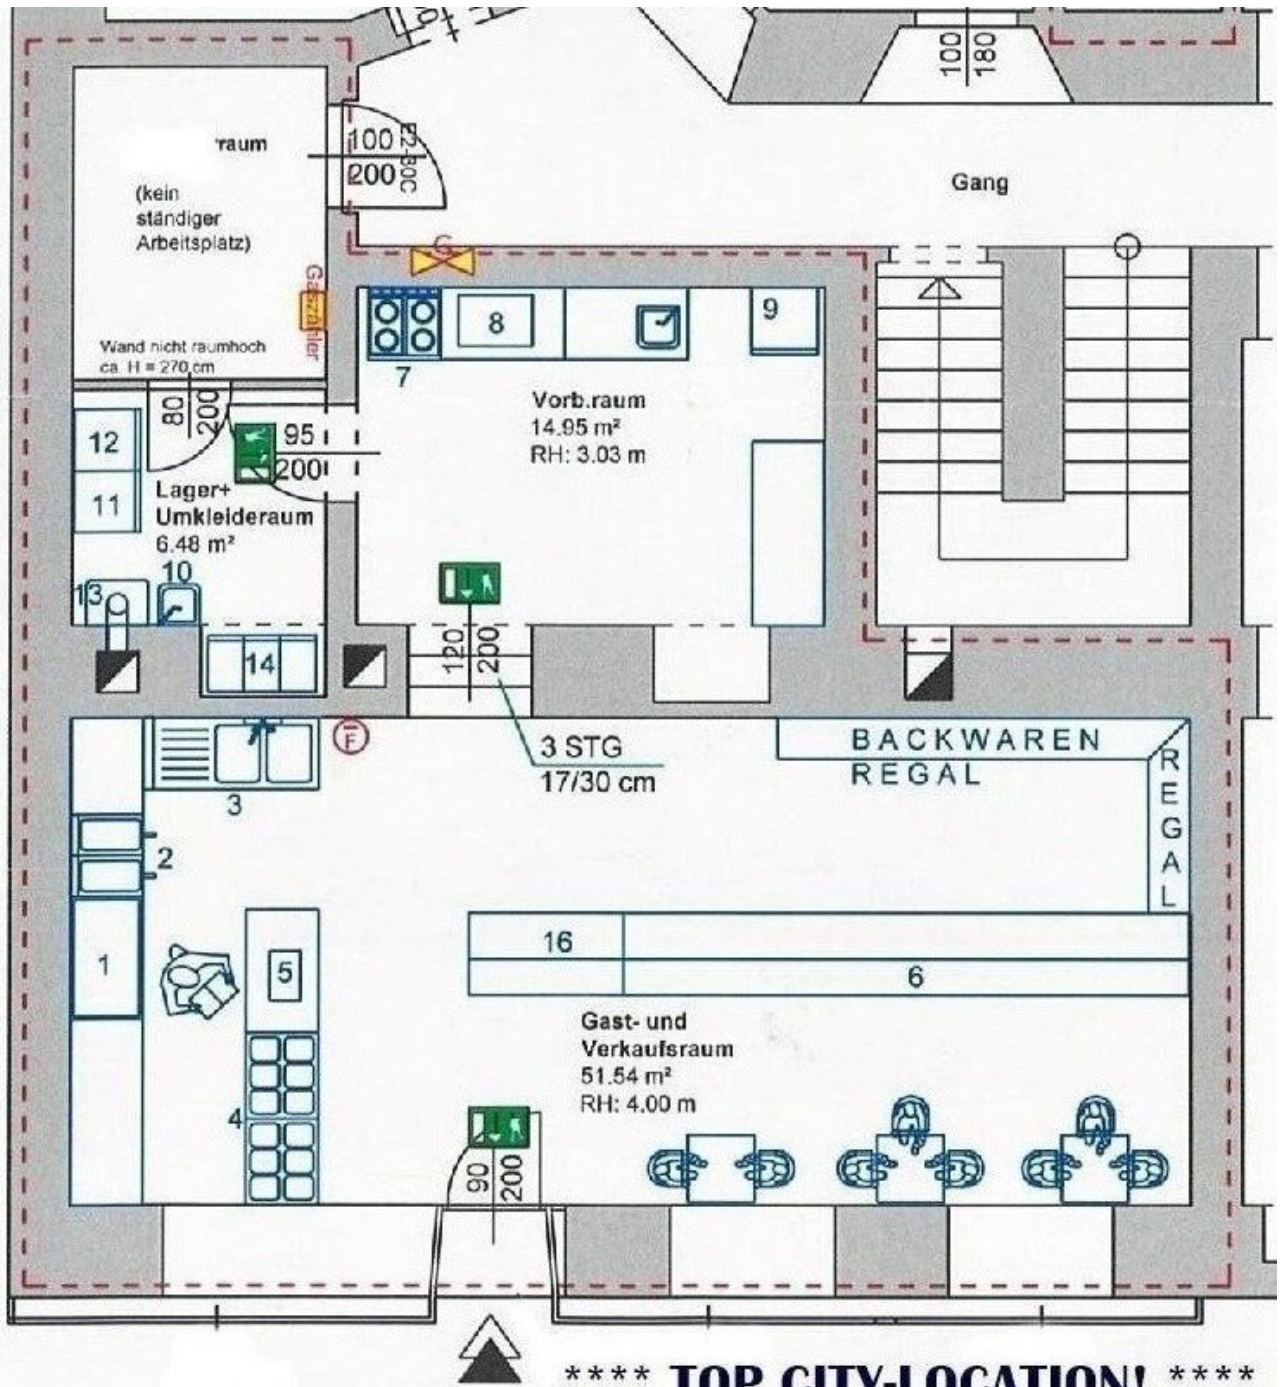 100
180
'raum
100
200
E2-30C
Gang
(kein
ständiger
Arbeitsplatz)
G
Gaszähler
8
9
7
Wand nicht raumhoch
ca. H = 270 cm
Vorb.raum
14.95 m²
RH: 3.03 m
80
200
12
95
200
11
Lager+
Umkleideraum
6.48 m²
10
13
14
120
200
F
3 STG
17/30 cm
BACKWAREN
REGAL
REGAL
3
2
1
5
16
6
Gast- und
Verkaufsraum
51.54 m²
RH: 4.00 m
4
90
200
**** TOP CITY-LOCATION! ****